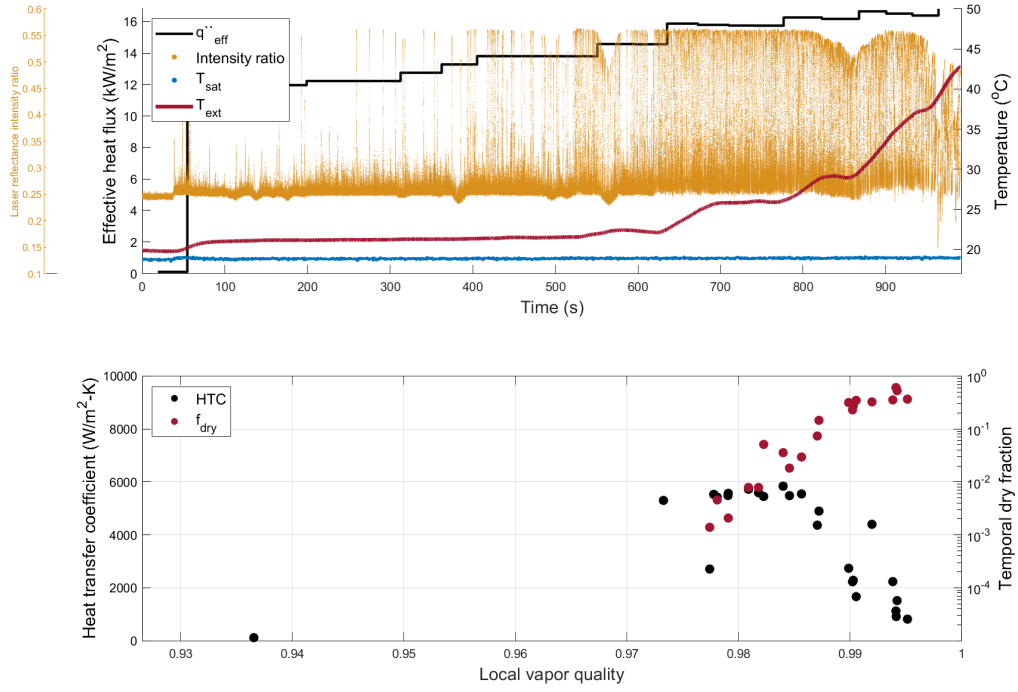 Laser reflectance intensity ratio
0.6
0.55
0.5
0.45
0.4
0.35
0.3
0.25
0.2
0.15
0.1
Effective heat flux (kW/m²)
16
14
12
10
8
6
4
2
0
q``eff
Intensity ratio
Tsat
Text
50
45
40
35
30
25
20
Temperature (°C)
0 100 200 300 400 500 600 700 800 900
Time (s)
Heat transfer coefficient (W/m²-K)
10000
8000
6000
4000
2000
0
HTC
fdry
10⁰
10⁻¹
10⁻²
10⁻³
10⁻⁴
Temporal dry fraction
0.93 0.94 0.95 0.96 0.97 0.98 0.99 1
Local vapor quality